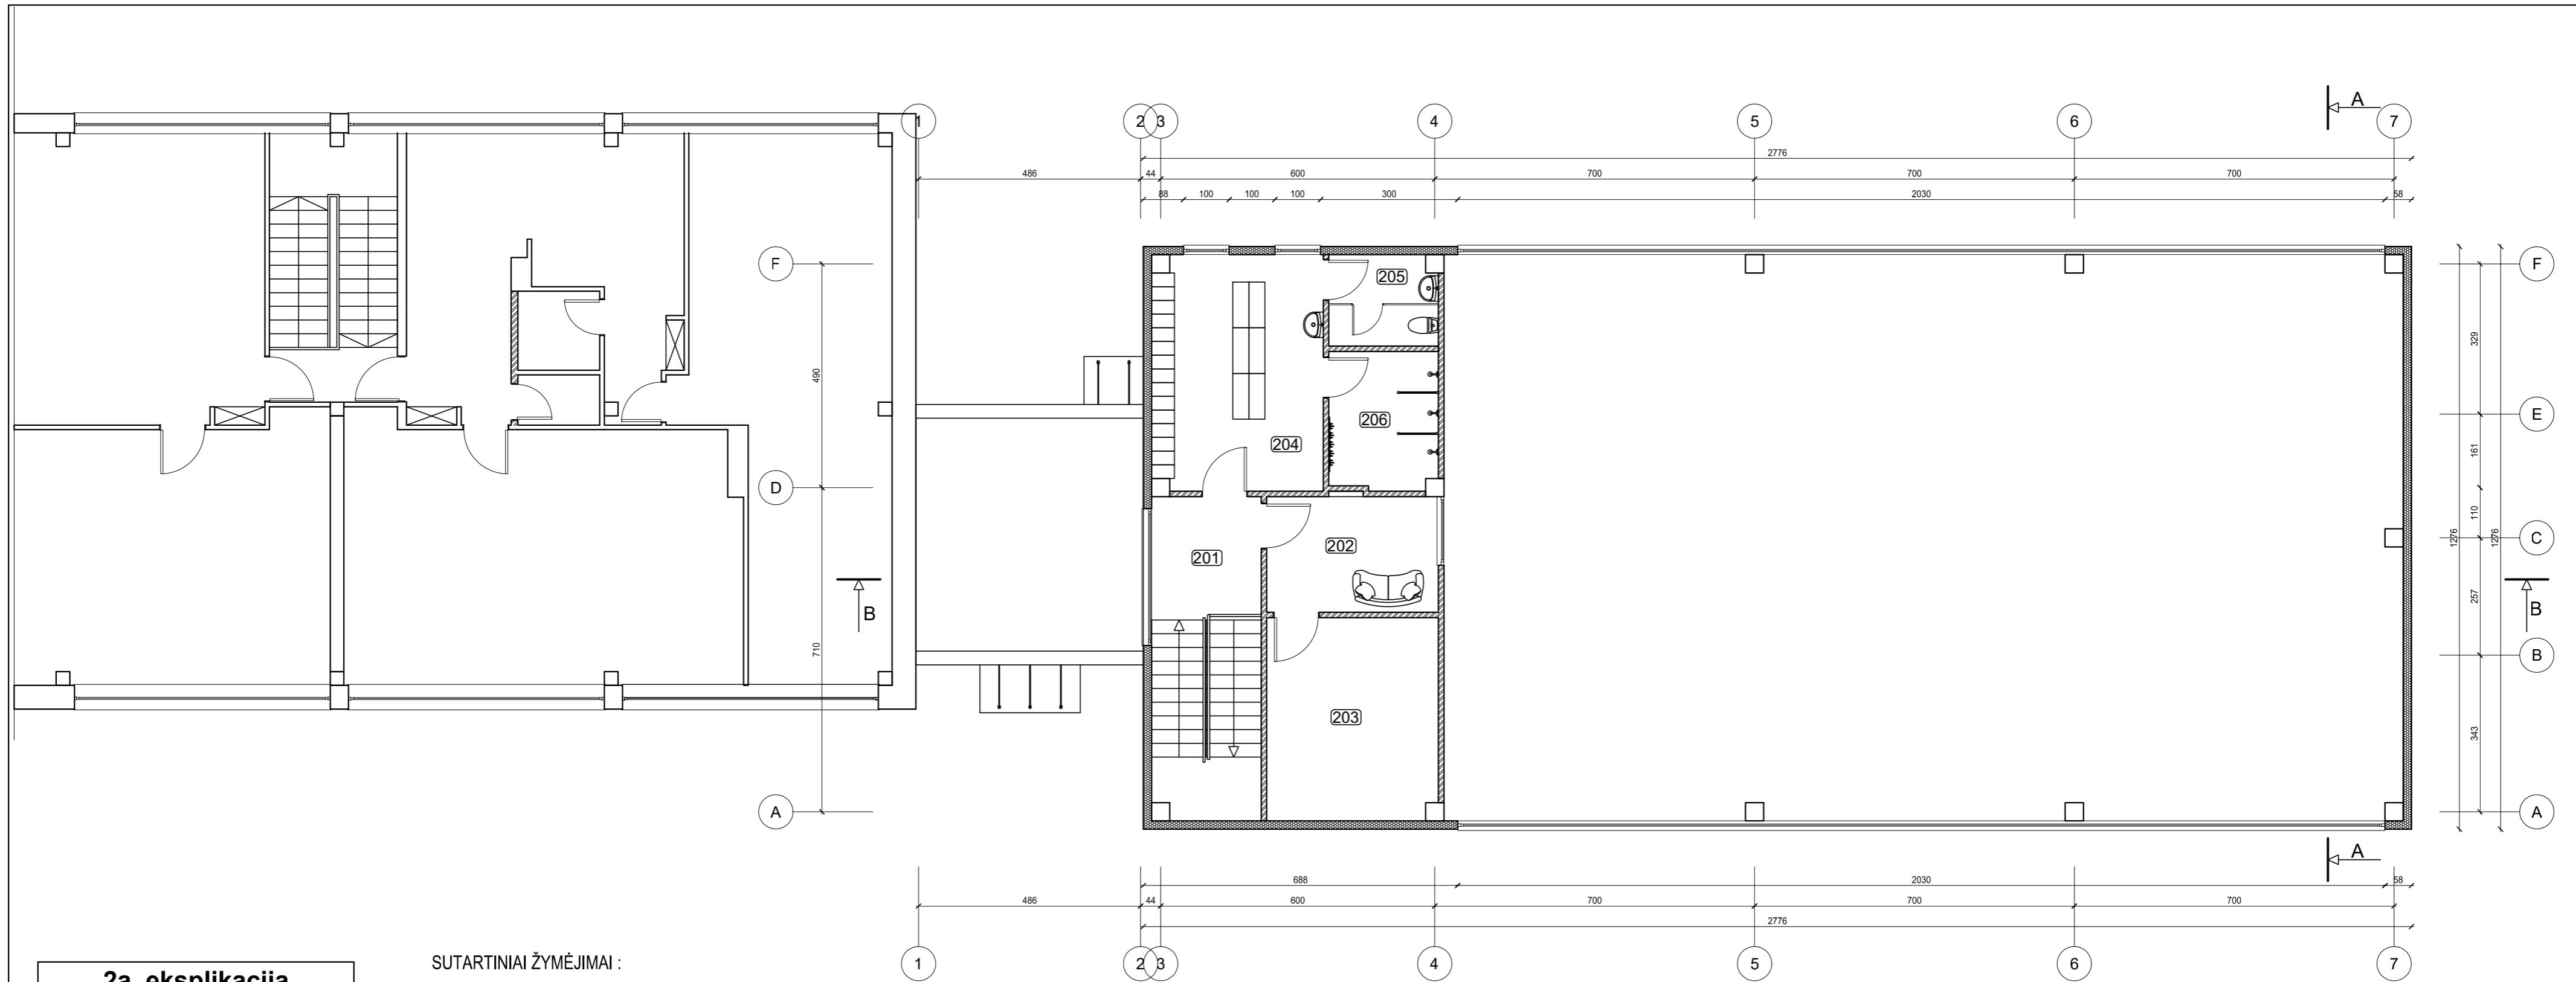 A
1 2 3 4 5 6 7
2776
486 44 600 700 700 700
88 100 100 100 300 2030 58
F
F
205
329
490
E
206
204
161
D
110
1276
1276
C
201
202
B
257
B
710
B
203
343
A
A
A
688 2030 58
486 44 600 700 700 700
2776
SUTARTINIAI ŽYMĖJIMAI :
1 2 3 4 5 6 7
2a. eksplikacija